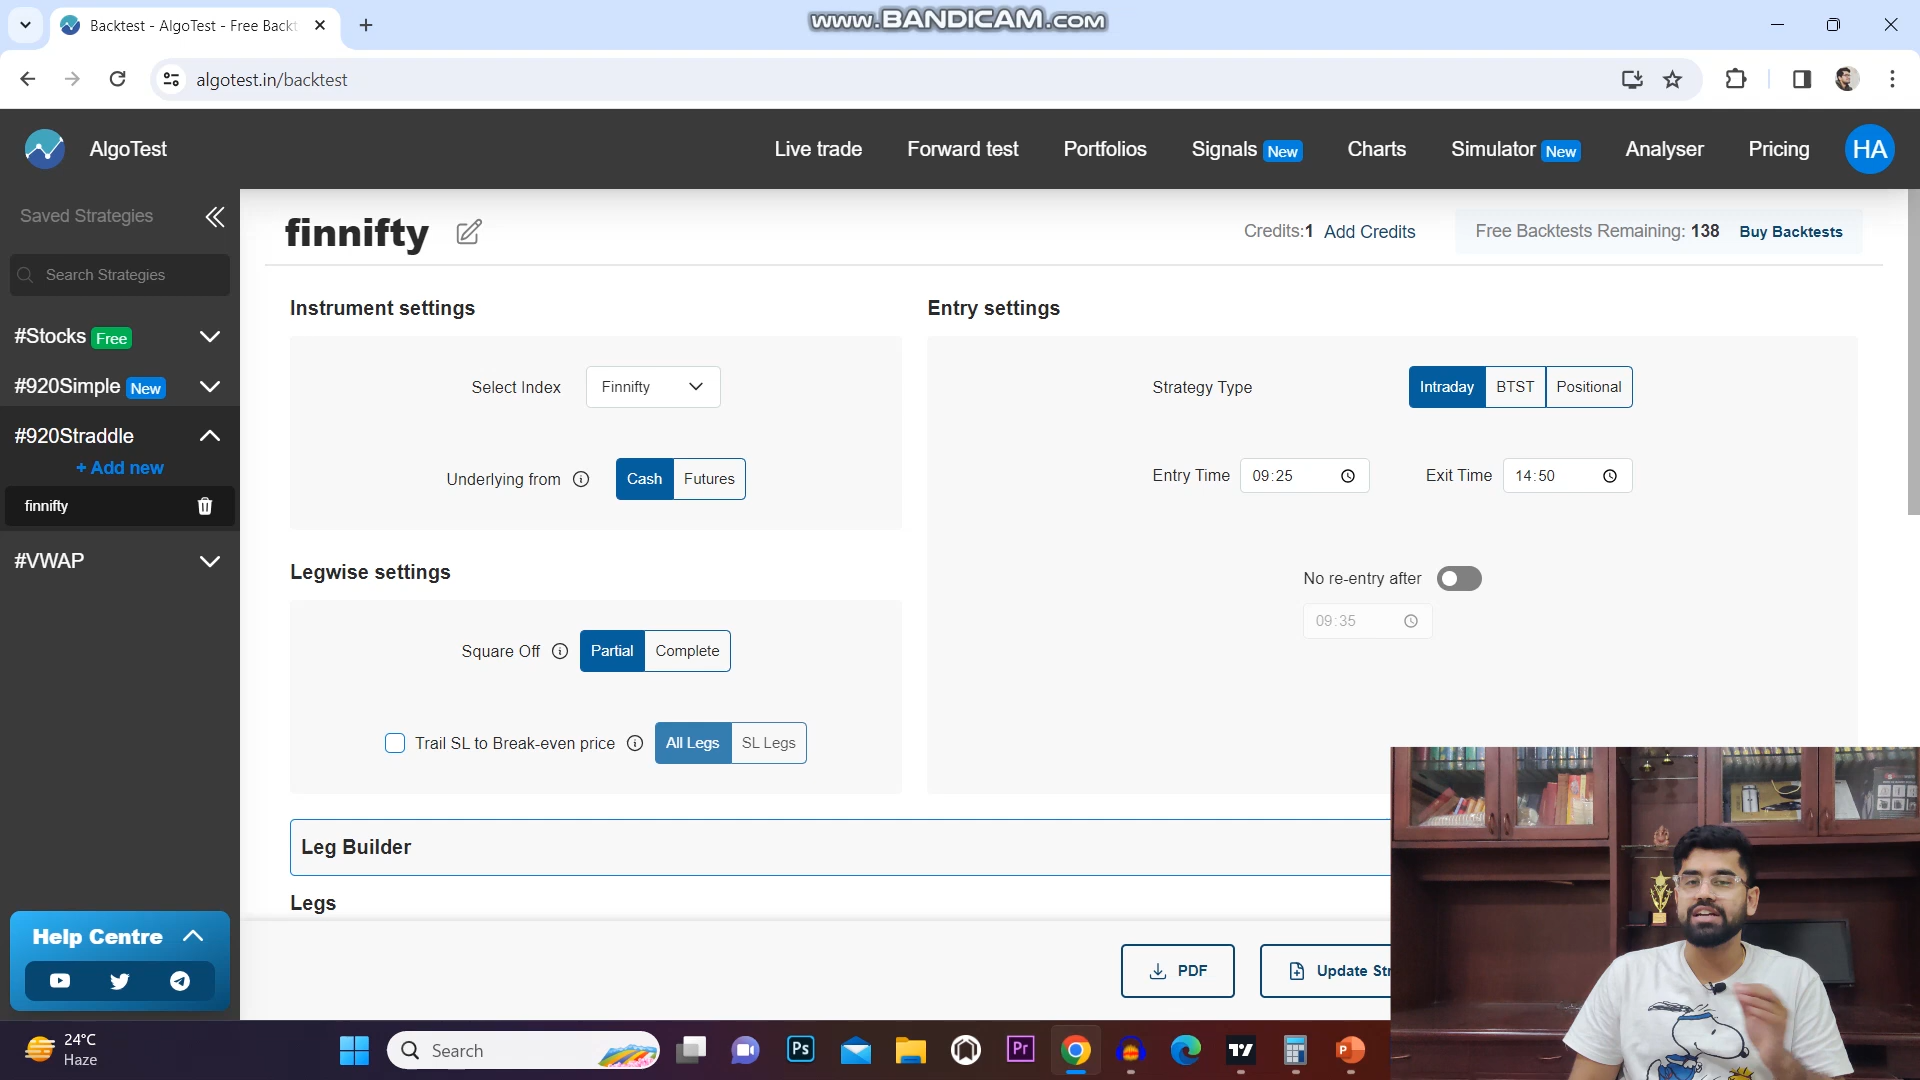 Backtest - AlgoTest - Free Backt
www.BANDICAM.com
algotest.in/backtest
AlgoTest
Live trade
Forward test
Portfolios
Signals New
Charts
Simulator New
Analyser
Pricing
HA
Saved Strategies
finnifty
Credits:1 Add Credits
Free Backtests Remaining: 138 Buy Backtests
Search Strategies
#Stocks Free
#920Simple New
#920Straddle
+ Add new
finnifty
#VWAP
Instrument settings
Select Index Finnifty
Underlying from Cash Futures
Entry settings
Strategy Type Intraday BTST Positional
Entry Time 09:25 Exit Time 14:50
No re-entry after
09:35
Legwise settings
Square Off Partial Complete
Trail SL to Break-even price All Legs SL Legs
Leg Builder
Legs
Help Centre
PDF
Update Str
24°C
Haze
Search
Ps
Pr
P